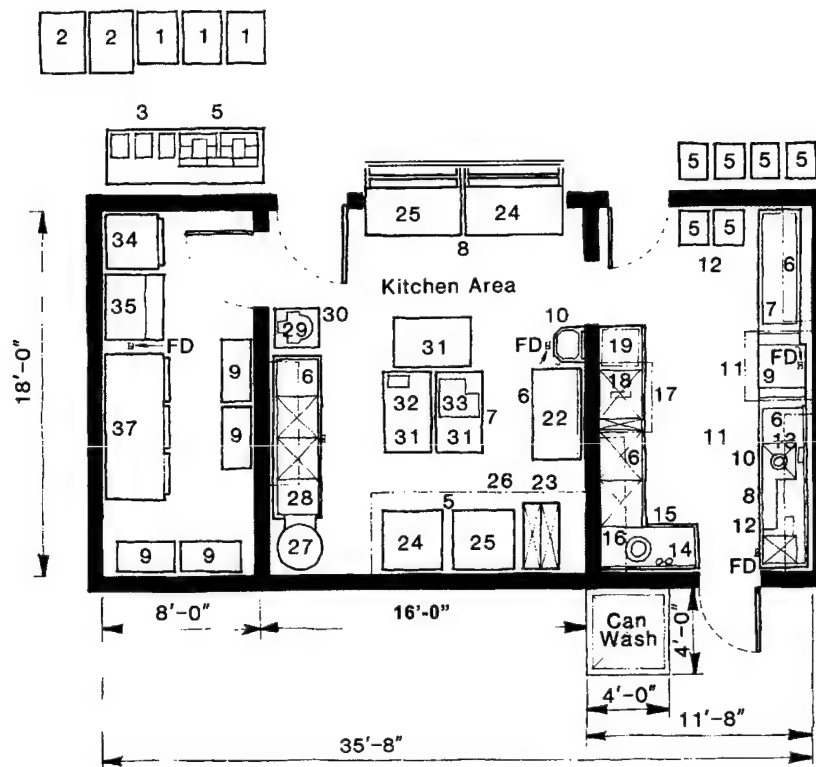 2 2 1 1 1
3 5
5 5 5 5
25 24
34 5 5 6
8 12
Kitchen Area
35 29 30 10 7
FD 31 FD 19 FD
18'-0" 9 6 18 17 11 9
32 33 6 22
37 9 31 31 7 6 11 6 13
10
28 26 23 8
5 15 12
27 24 25 16 14
9 9 FD
8'-0" 16'-0" Can
Wash 4'-0"
4'-0"
11'-8"
35'-8"